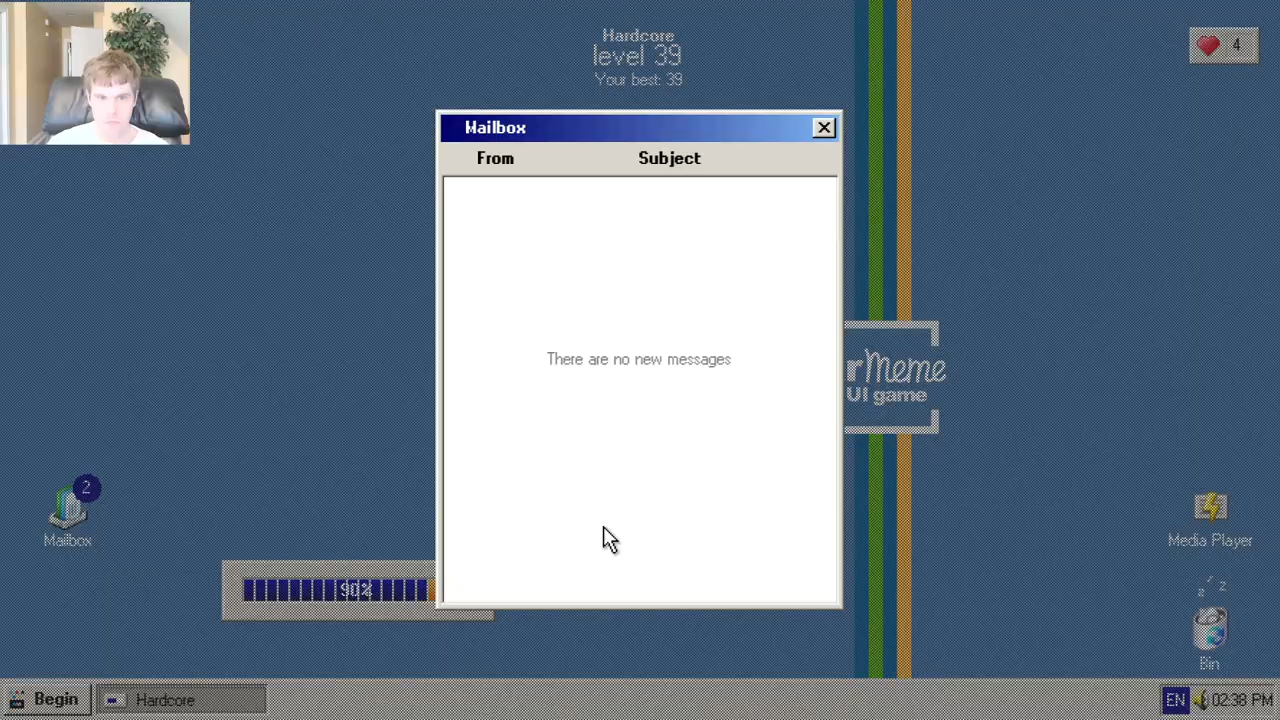 Hardcore
level 39
Your best: 39
4
Mailbox
From Subject
There are no new messages
rMeme
UI game
2
Mailbox
Media Player
90%
Bin
Begin
Hardcore
EN
02:38 PM